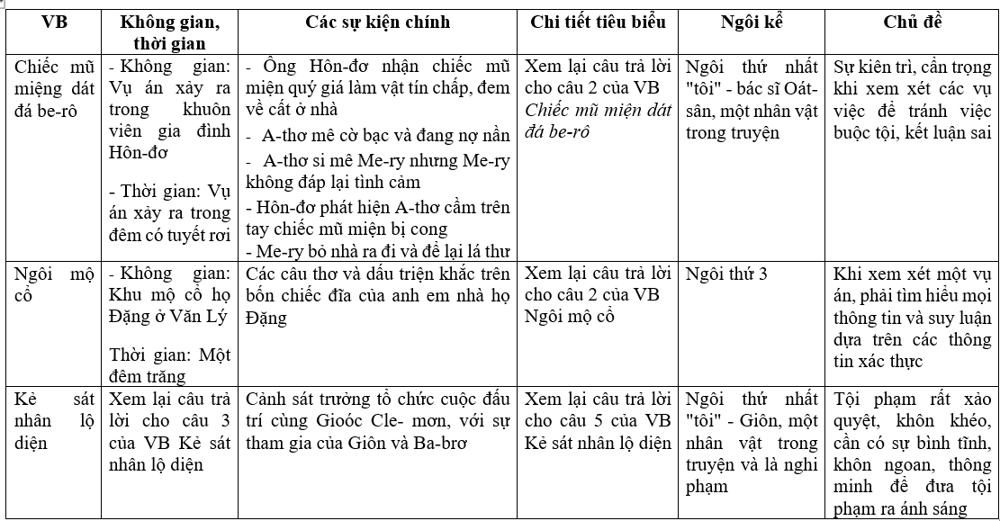 VB
Không gian,
thời gian
Các sự kiện chính
Chi tiết tiêu biểu
Ngôi kể
Chủ đề
Chiếc mũ
miệng dát
đá be-rô
- Không gian:
Vụ án xảy ra
trong khuôn
viên gia đình
Hôn-đơ
- Thời gian: Vụ
án xảy ra trong
đêm có tuyết rơi
- Ông Hôn-đơ nhận chiếc mũ
miện quý giá làm vật tín chấp, đem
về cất ở nhà
- A-thơ mê cờ bạc và đang nợ nần
- A-thơ si mê Me-ry nhưng Me-ry
không đáp lại tình cảm
- Hôn-đơ phát hiện A-thơ cầm trên
tay chiếc mũ miện bị cong
- Me-ry bỏ nhà ra đi và để lại lá thư
Xem lại câu trả lời
cho câu 2 của VB
Chiếc mũ miện dát
đá be-rô
Ngôi thứ nhất
"tôi" - bác sĩ Oát-
sân, một nhân vật
trong truyện
Sự kiên trì, cẩn trọng
khi xem xét các vụ
việc để tránh việc
buộc tội, kết luận sai
Ngôi mộ
cổ
- Không gian:
Khu mộ cổ họ
Đặng ở Văn Lý
Thời gian: Một
đêm trăng
Các câu thơ và dấu triện khắc trên
bốn chiếc đĩa của anh em nhà họ
Đặng
Xem lại câu trả lời
cho câu 2 của VB
Ngôi mộ cổ
Ngôi thứ 3
Khi xem xét một vụ
án, phải tìm hiểu mọi
thông tin và suy luận
dựa trên các thông
tin xác thực
Kẻ sát
nhân lộ
diện
Xem lại câu trả
lời cho câu 3
của VB Kẻ sát
nhân lộ diện
Cảnh sát trưởng tổ chức cuộc đấu
trí cùng Gioóc Cle- mơn, với sự
tham gia của Giôn và Ba-brơ
Xem lại câu trả lời
cho câu 5 của VB
Kẻ sát nhân lộ diện
Ngôi thứ nhất
"tôi" - Giôn, một
nhân vật trong
truyện và là nghi
phạm
Tội phạm rất xảo
quyệt, khôn khéo,
cần có sự bình tĩnh,
khôn ngoan, thông
minh để đưa tội
phạm ra ánh sáng